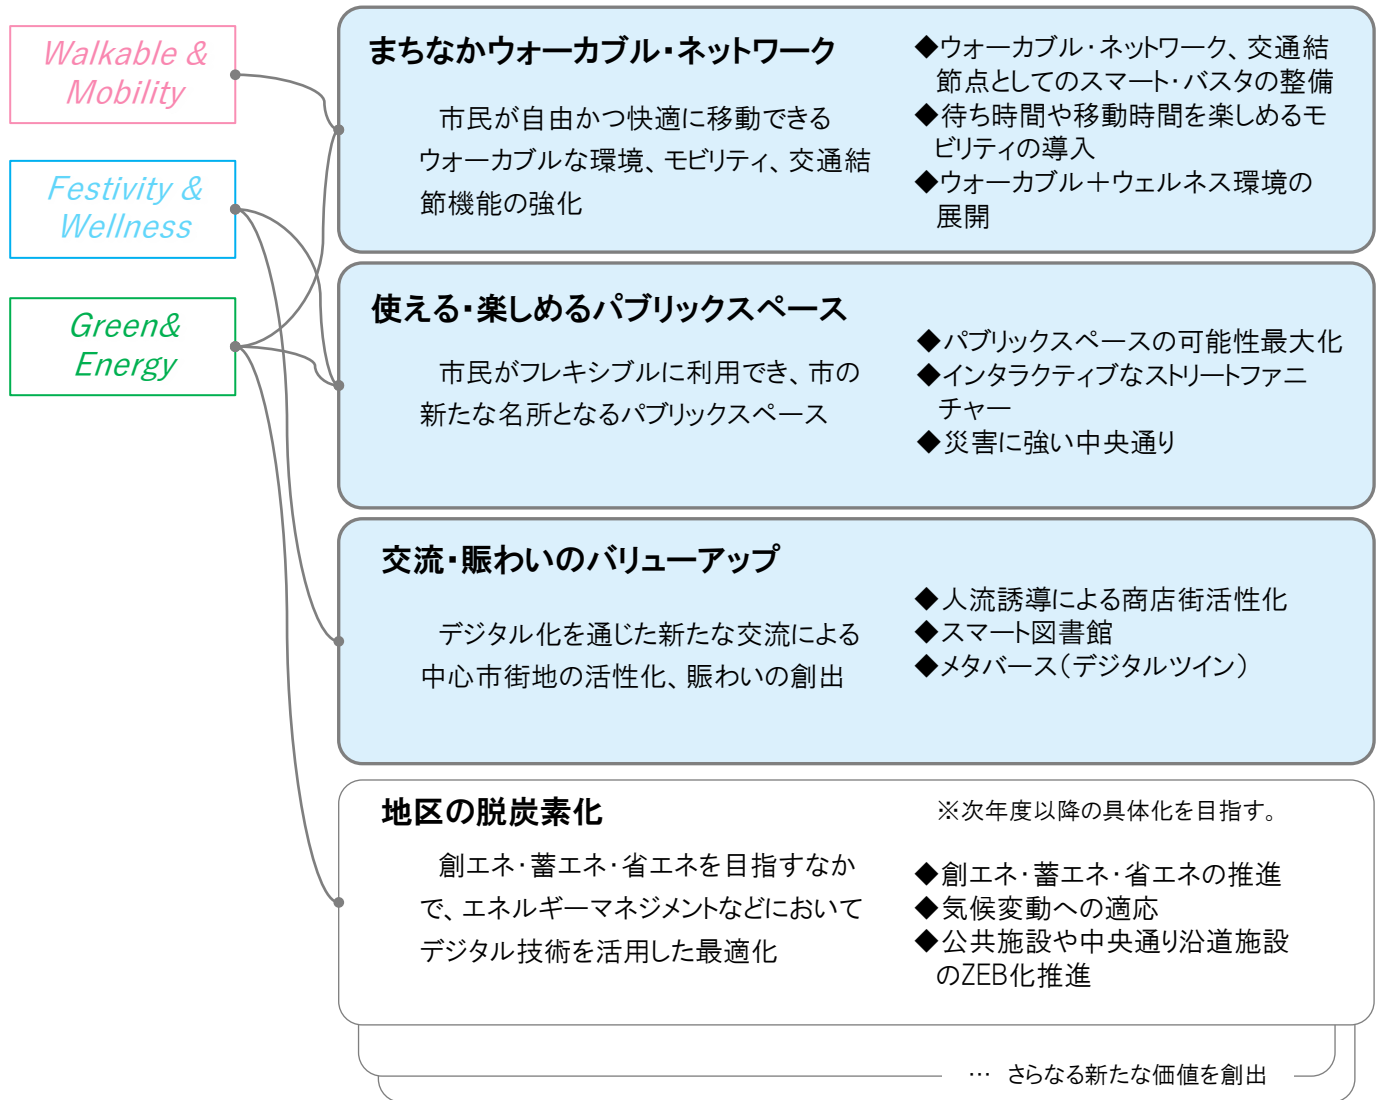 Walkable &
Mobility
Festivity &
Wellness
Green&
Energy
まちなかウォーカブル・ネットワーク
市民が自由かつ快適に移動できる
ウォーカブルな環境、モビリティ、交通結
節機能の強化
◆ウォーカブル・ネットワーク、交通結
節点としてのスマート・バスタの整備
◆待ち時間や移動時間を楽しめるモ
ビリティの導入
◆ウォーカブル＋ウェルネス環境の
展開
使える・楽しめるパブリックスペース
市民がフレキシブルに利用でき、市の
新たな名所となるパブリックスペース
◆パブリックスペースの可能性最大化
◆インタラクティブなストリートファニ
チャー
◆災害に強い中央通り
交流・賑わいのバリューアップ
デジタル化を通じた新たな交流による
中心市街地の活性化、賑わいの創出
◆人流誘導による商店街活性化
◆スマート図書館
◆メタバース（デジタルツイン）
地区の脱炭素化
※次年度以降の具体化を目指す。
創エネ・蓄エネ・省エネを目指すなか
で、エネルギーマネジメントなどにおいて
デジタル技術を活用した最適化
◆創エネ・蓄エネ・省エネの推進
◆気候変動への適応
◆公共施設や中央通り沿道施設
のZEB化推進
… さらなる新たな価値を創出